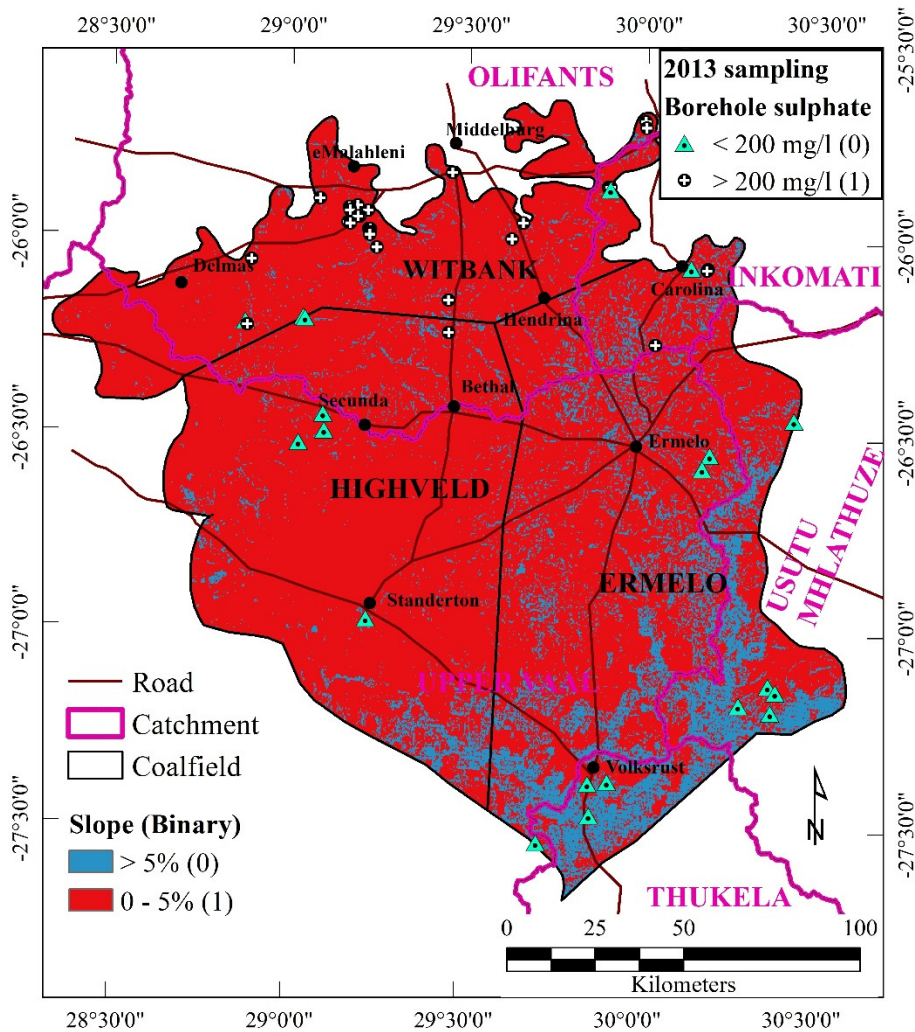 28°30'0"
29°0'0"
29°30'0"
30°0'0"
30°30'0"
-25°30'0"
OLIFANTS
2013 sampling
Borehole sulphate
< 200 mg/l (0)
> 200 mg/l (1)
Middelburg
eMalahleni
-26°0'0"
-26°0'0"
WITBANK
Delmas
Carolina
INKOMATI
Hendrina
Bethal
Secunda
-26°30'0"
-26°30'0"
Ermelo
HIGHVELD
USUTU
MHLATHUZE
ERMELO
Standerton
-27°0'0"
-27°0'0"
UPPER VAAL
Road
Catchment
Coalfield
Volksrust
-27°30'0"
-27°30'0"
Slope (Binary)
> 5% (0)
0 - 5% (1)
N
THUKELA
0
25
50
100
Kilometers
28°30'0"
29°0'0"
29°30'0"
30°0'0"
30°30'0"